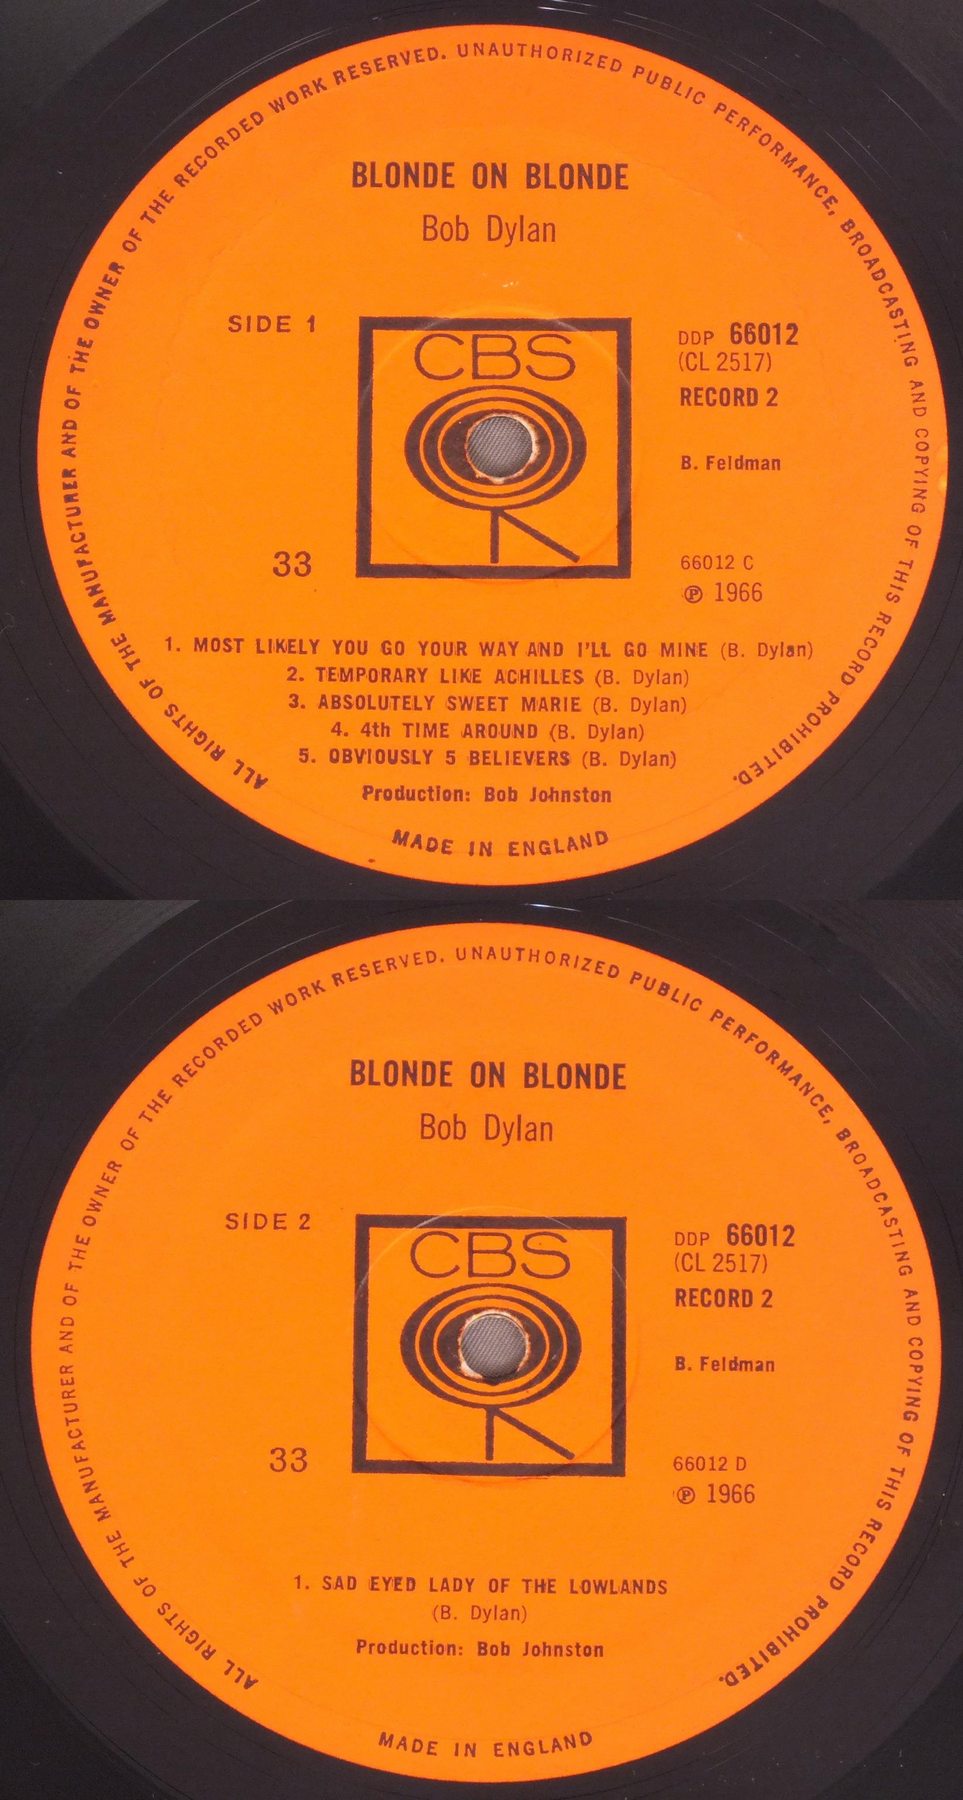 ALL RIGHTS OF THE MANUFACTURER AND OF THE OWNER OF THE RECORDED WORK RESERVED. UNAUTHORIZED PUBLIC PERFORMANCE, BROADCASTING AND COPYING OF THIS RECORD PROHIBITED.
BLONDE ON BLONDE
Bob Dylan
SIDE 1
CBS
DDP 66012
(CL 2517)
RECORD 2
B. Feldman
33
66012 C
℗ 1966
1. MOST LIKELY YOU GO YOUR WAY AND I'LL GO MINE (B. Dylan)
2. TEMPORARY LIKE ACHILLES (B. Dylan)
3. ABSOLUTELY SWEET MARIE (B. Dylan)
4. 4th TIME AROUND (B. Dylan)
5. OBVIOUSLY 5 BELIEVERS (B. Dylan)
Production: Bob Johnston
MADE IN ENGLAND
ALL RIGHTS OF THE MANUFACTURER AND OF THE OWNER OF THE RECORDED WORK RESERVED. UNAUTHORIZED PUBLIC PERFORMANCE, BROADCASTING AND COPYING OF THIS RECORD PROHIBITED.
BLONDE ON BLONDE
Bob Dylan
SIDE 2
CBS
DDP 66012
(CL 2517)
RECORD 2
B. Feldman
33
66012 D
℗ 1966
1. SAD EYED LADY OF THE LOWLANDS
(B. Dylan)
Production: Bob Johnston
MADE IN ENGLAND